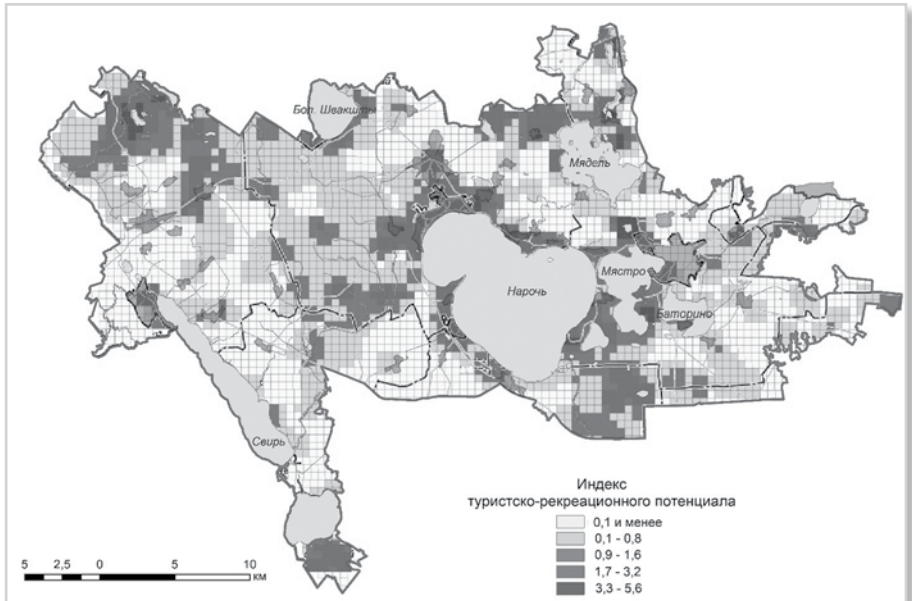 Бол. Швакшты
Мядель
Мястро
Нарочь
Баторино
Свирь
Индекс
туристско-рекреационного потенциала
0,1 и менее
0,1 - 0,8
0,9 - 1,6
1,7 - 3,2
3,3 - 5,6
5 2,5 0 5 10
км